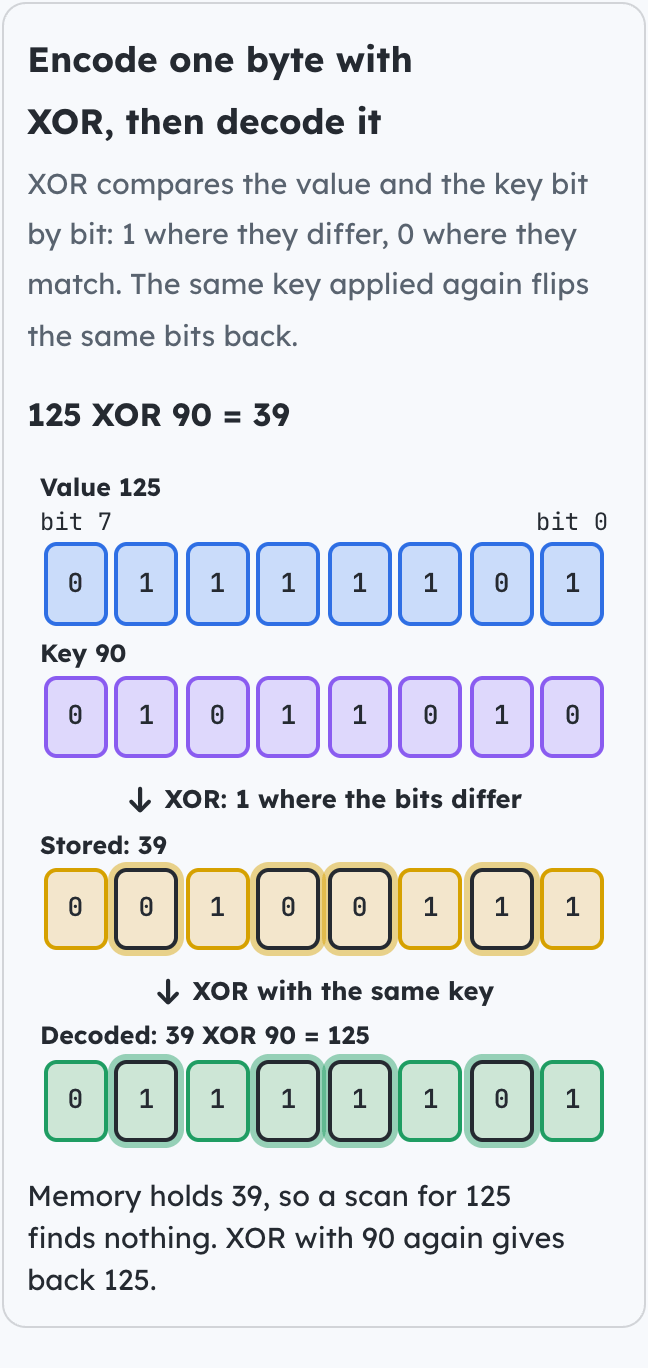 Encode one byte with
XOR, then decode it
XOR compares the value and the key bit
by bit: 1 where they differ, 0 where they
match. The same key applied again flips
the same bits back.
125 XOR 90 = 39
Value 125
bit 7 bit 0
0 1 1 1 1 1 0 1
Key 90
0 1 0 1 1 0 1 0
↓ XOR: 1 where the bits differ
Stored: 39
0 0 1 0 0 1 1 1
↓ XOR with the same key
Decoded: 39 XOR 90 = 125
0 1 1 1 1 1 0 1
Memory holds 39, so a scan for 125
finds nothing. XOR with 90 again gives
back 125.